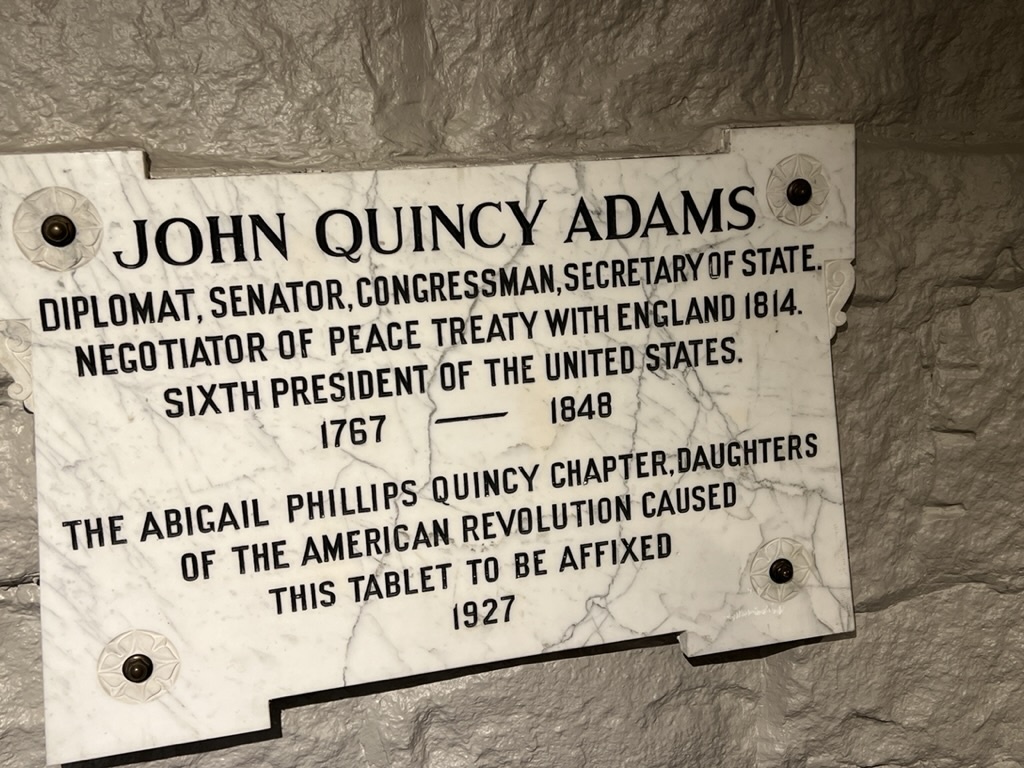 JOHN QUINCY ADAMS
DIPLOMAT, SENATOR, CONGRESSMAN, SECRETARY OF STATE.
NEGOTIATOR OF PEACE TREATY WITH ENGLAND 1814.
SIXTH PRESIDENT OF THE UNITED STATES.
1767 — 1848
THE ABIGAIL PHILLIPS QUINCY CHAPTER, DAUGHTERS
OF THE AMERICAN REVOLUTION CAUSED
THIS TABLET TO BE AFFIXED
1927